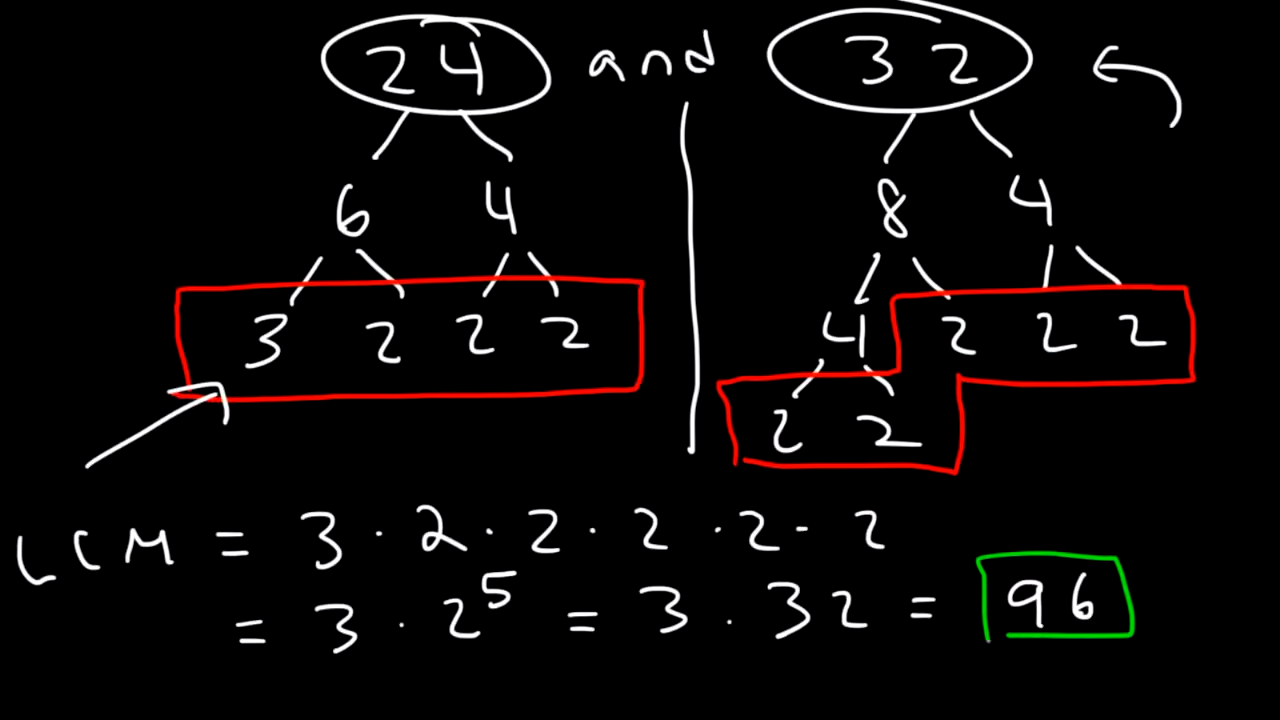 24 and 32
6 4 8 4
3 2 2 2 4 2 2 2
2 2
LCM = 3 · 2 · 2 · 2 · 2 · 2
= 3 · 2⁵ = 3 · 32 = 96